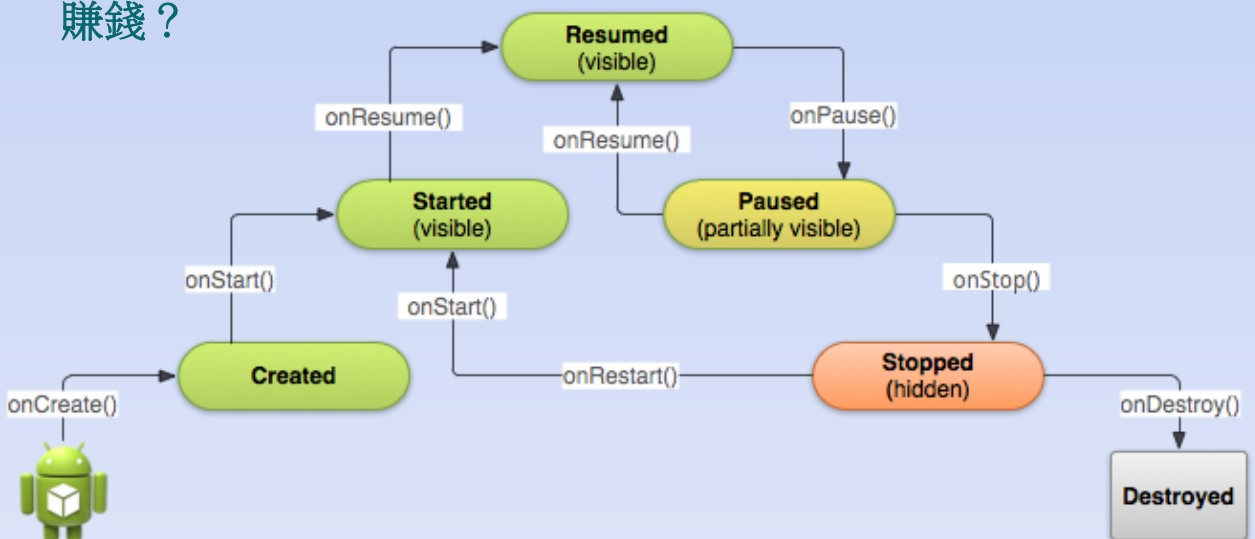 賺錢？
Resumed
(visible)
onResume()
onPause()
onResume()
Started
(visible)
Paused
(partially visible)
onStart()
onStop()
onStart()
Created
onRestart()
Stopped
(hidden)
onCreate()
onDestroy()
Destroyed